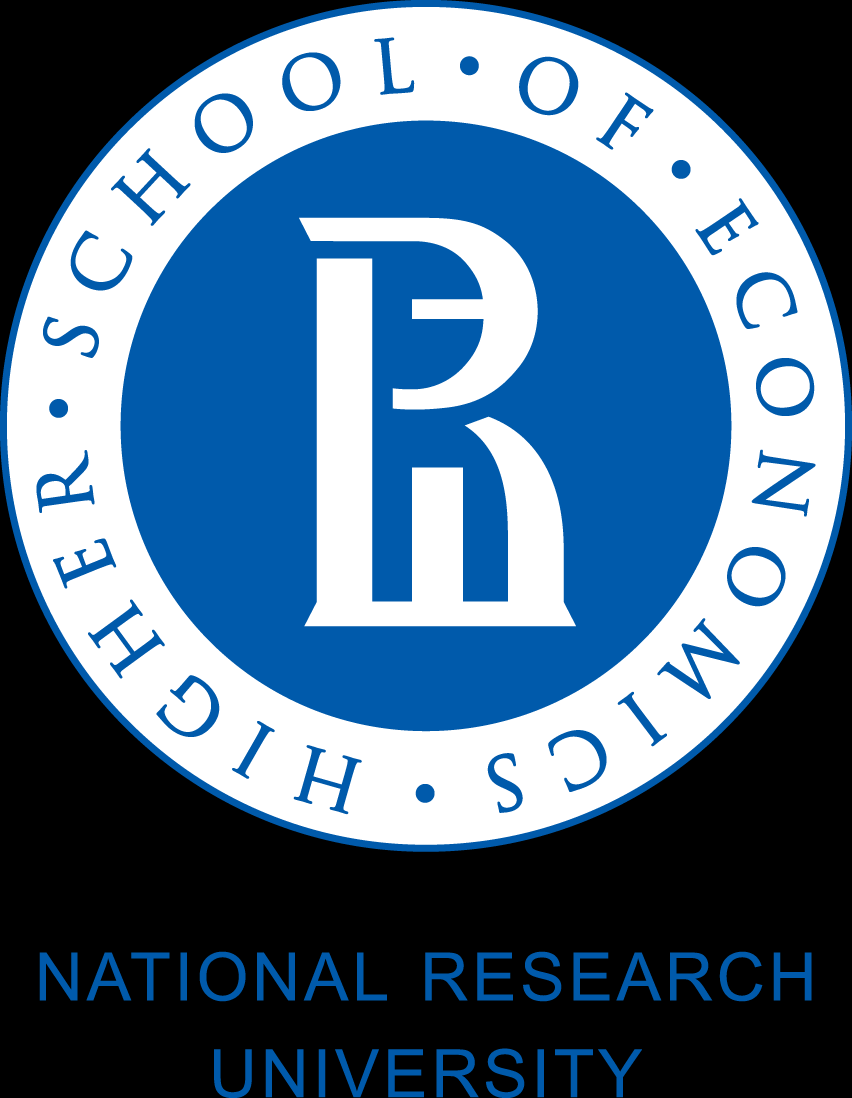 HIGHER • SCHOOL • OF • ECONOMICS •
NATIONAL RESEARCH
UNIVERSITY